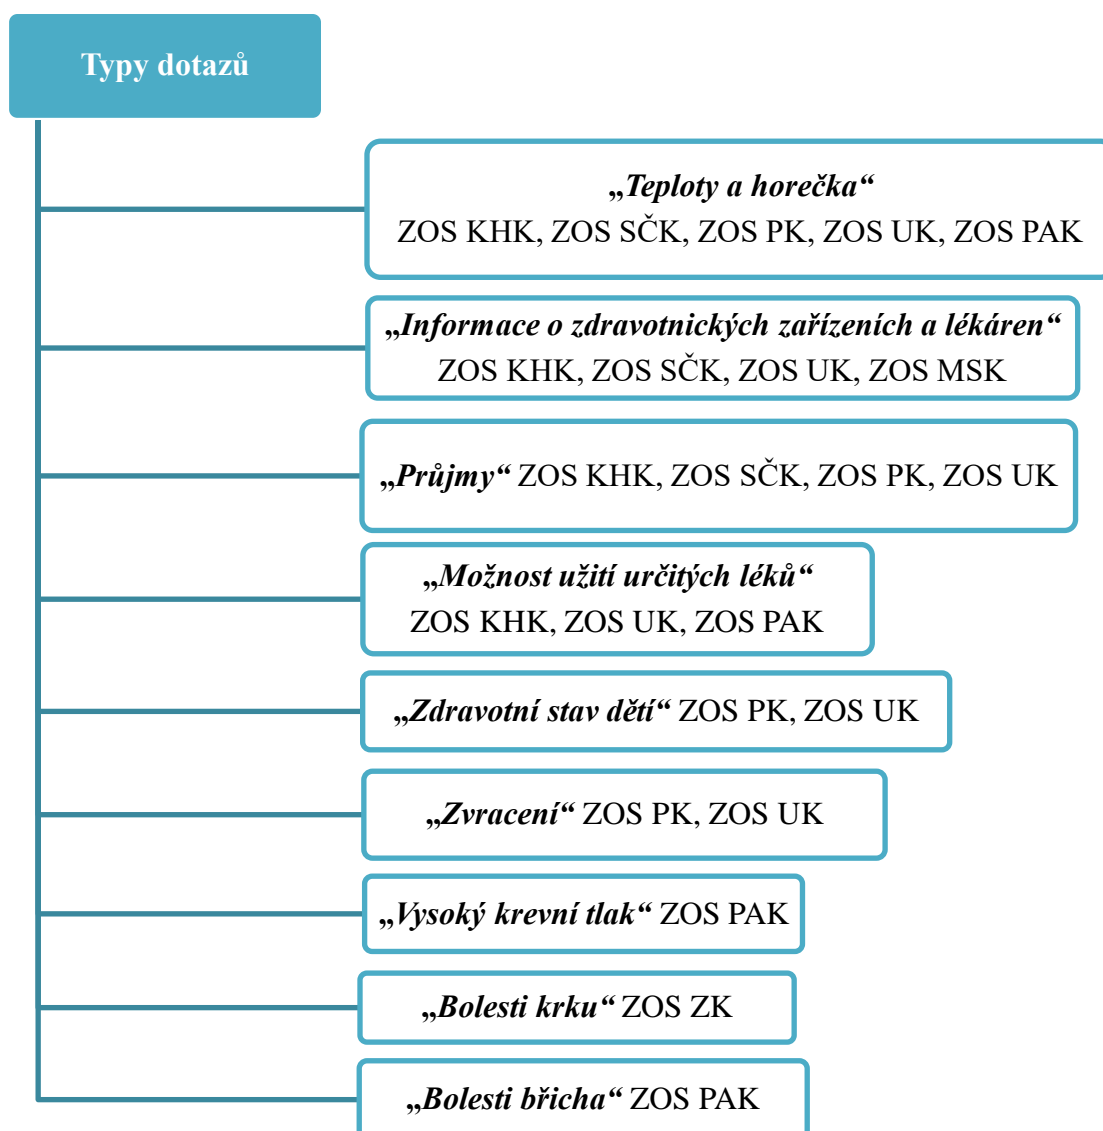 Typy dotazů
„Teploty a horečka“
ZOS KHK, ZOS SČK, ZOS PK, ZOS UK, ZOS PAK
„Informace o zdravotnických zařízeních a lékáren“
ZOS KHK, ZOS SČK, ZOS UK, ZOS MSK
„Průjmy“ ZOS KHK, ZOS SČK, ZOS PK, ZOS UK
„Možnost užití určitých léků“
ZOS KHK, ZOS UK, ZOS PAK
„Zdravotní stav dětí“ ZOS PK, ZOS UK
„Zvracení“ ZOS PK, ZOS UK
„Vysoký krevní tlak“ ZOS PAK
„Bolesti krku“ ZOS ZK
„Bolesti břicha“ ZOS PAK